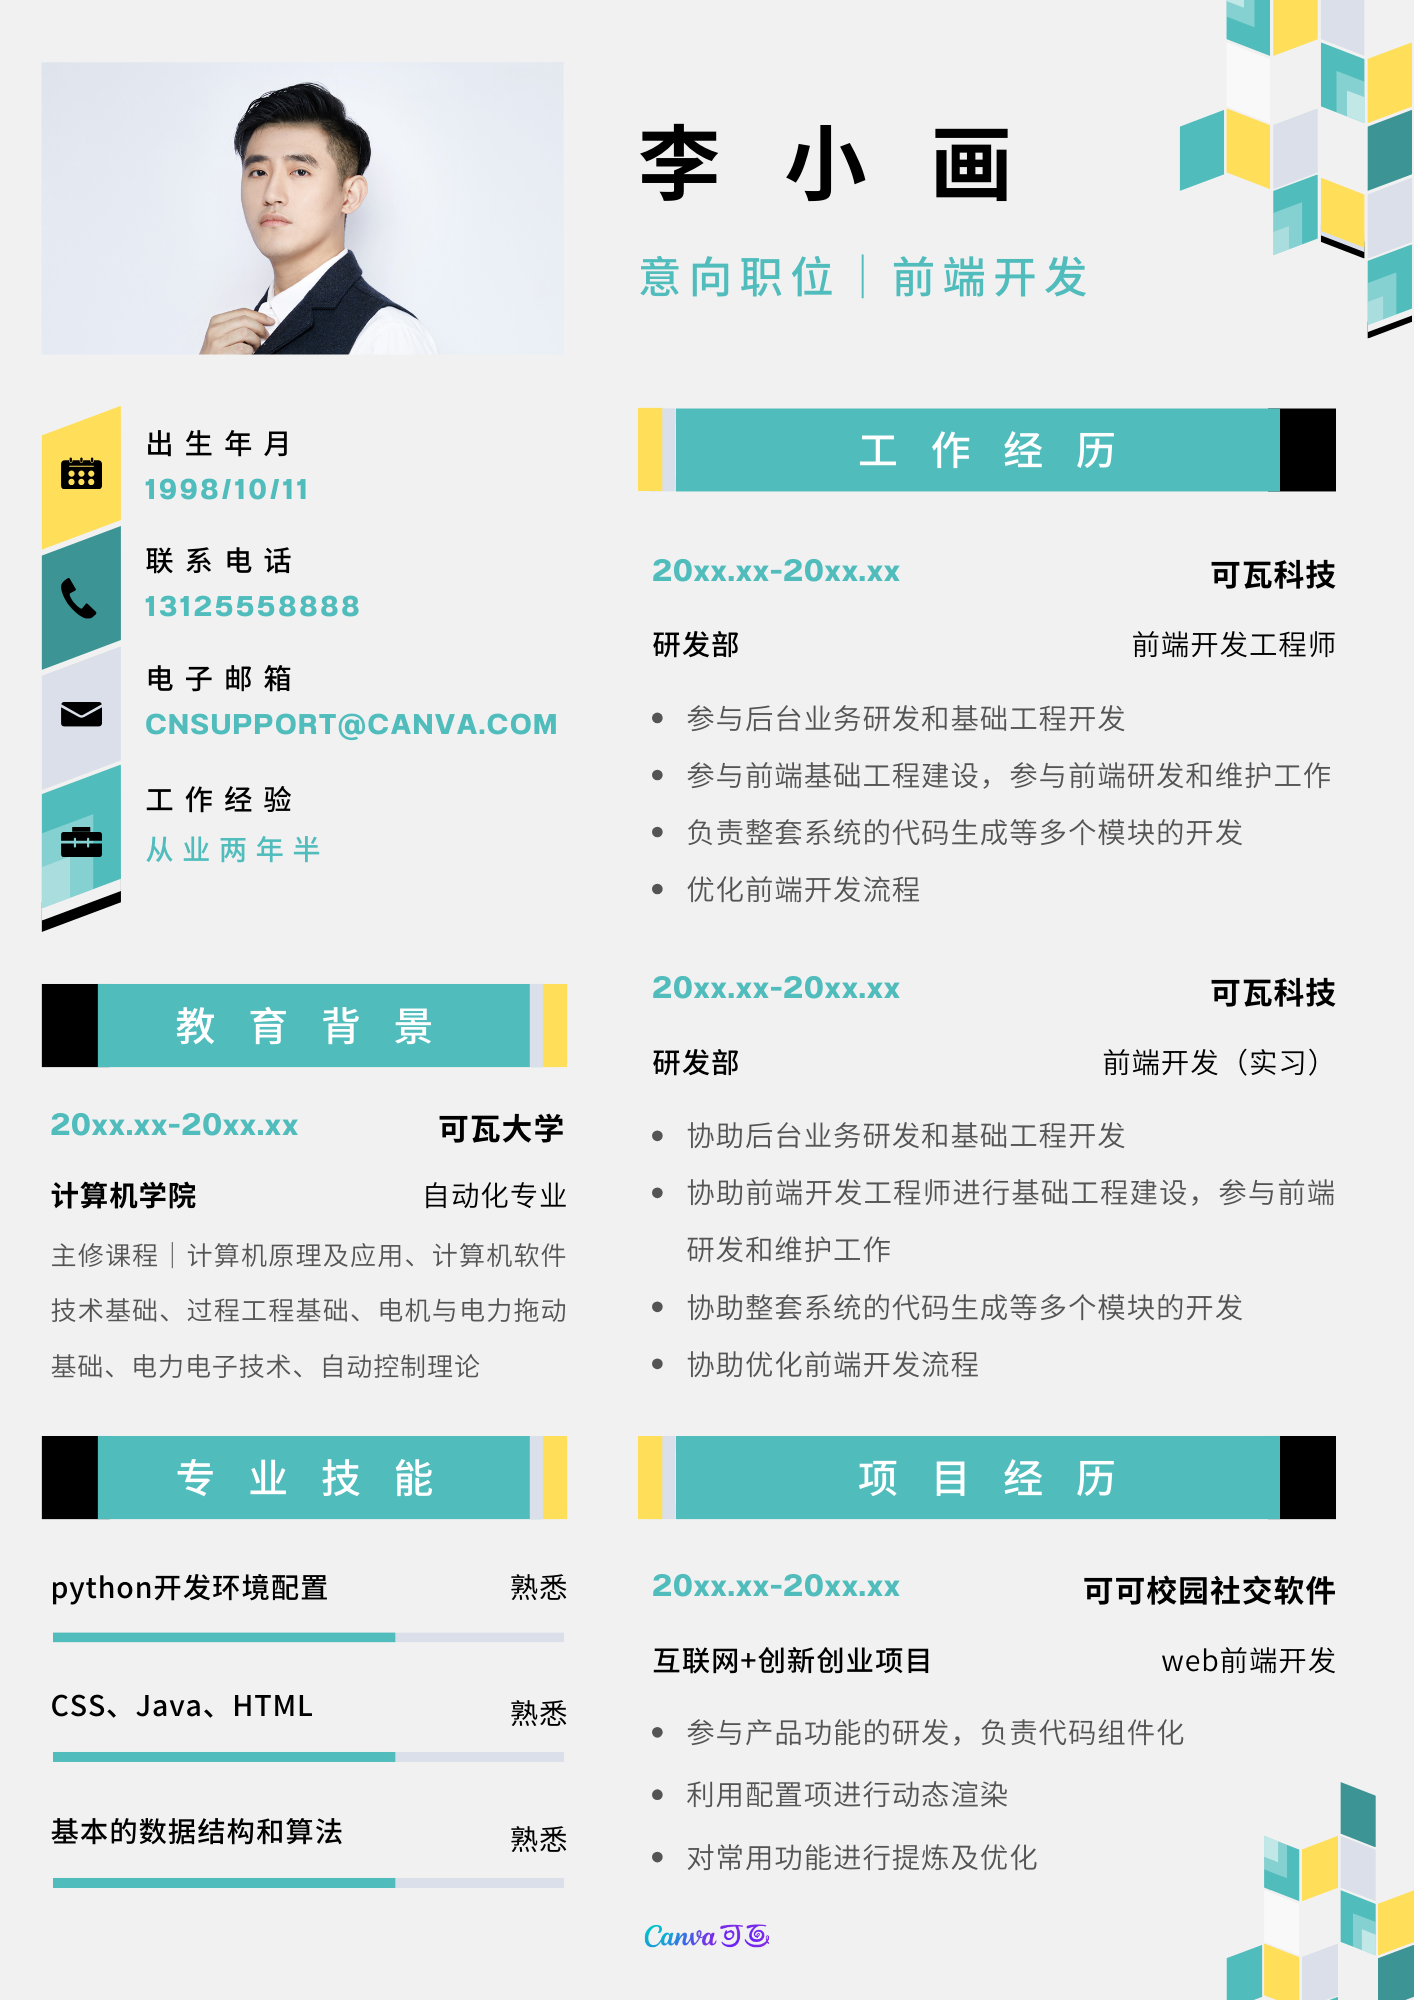 李小画
意向职位｜前端开发
出生年月
1998/10/11
联系电话
13125558888
电子邮箱
CNSUPPORT@CANVA.COM
工作经验
从业两年半
教育背景
20xx.xx-20xx.xx
可瓦大学
计算机学院
自动化专业
主修课程｜计算机原理及应用、计算机软件
技术基础、过程工程基础、电机与电力拖动
基础、电力电子技术、自动控制理论
专业技能
python开发环境配置
熟悉
CSS、Java、HTML
熟悉
基本的数据结构和算法
熟悉
工作经历
20xx.xx-20xx.xx
可瓦科技
研发部
前端开发工程师
参与后台业务研发和基础工程开发
参与前端基础工程建设，参与前端研发和维护工作
负责整套系统的代码生成等多个模块的开发
优化前端开发流程
20xx.xx-20xx.xx
可瓦科技
研发部
前端开发（实习）
协助后台业务研发和基础工程开发
协助前端开发工程师进行基础工程建设，参与前端
研发和维护工作
协助整套系统的代码生成等多个模块的开发
协助优化前端开发流程
项目经历
20xx.xx-20xx.xx
可可校园社交软件
互联网+创新创业项目
web前端开发
参与产品功能的研发，负责代码组件化
利用配置项进行动态渲染
对常用功能进行提炼及优化
Canva可画